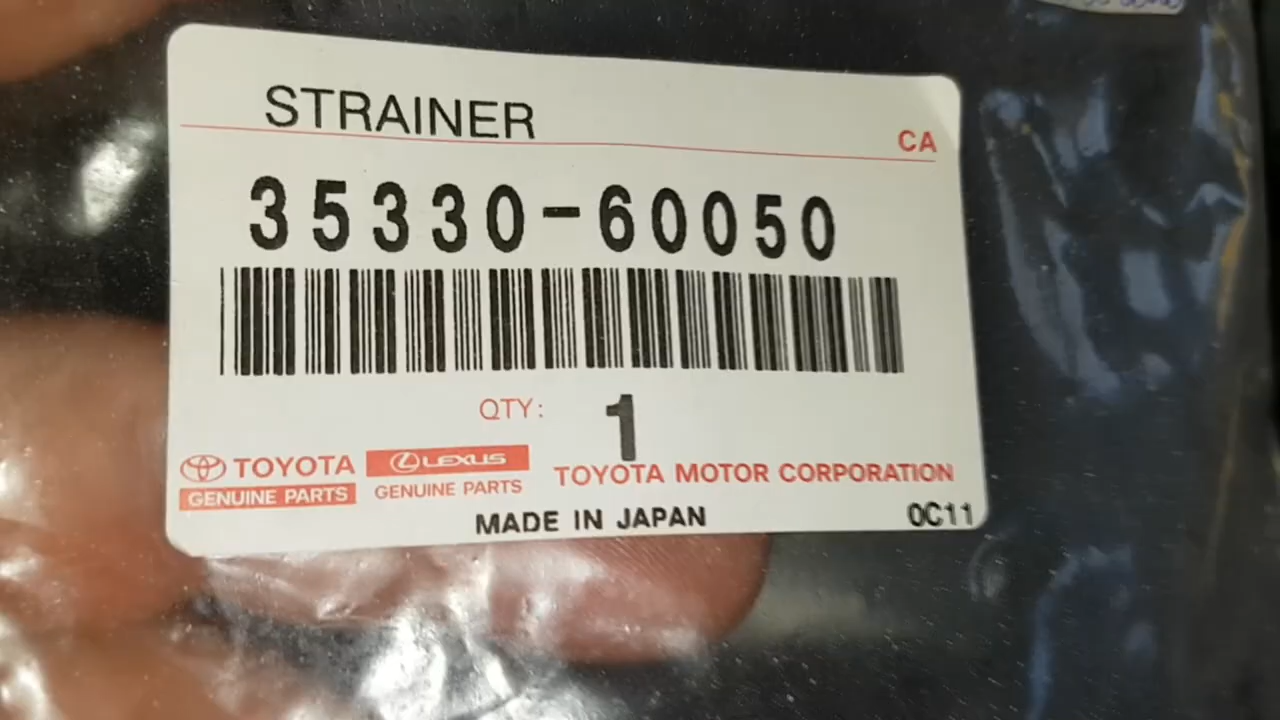 STRAINER
CA
35330-60050
QTY: 1
TOYOTA LEXUS
GENUINE PARTS GENUINE PARTS TOYOTA MOTOR CORPORATION
MADE IN JAPAN 0C11